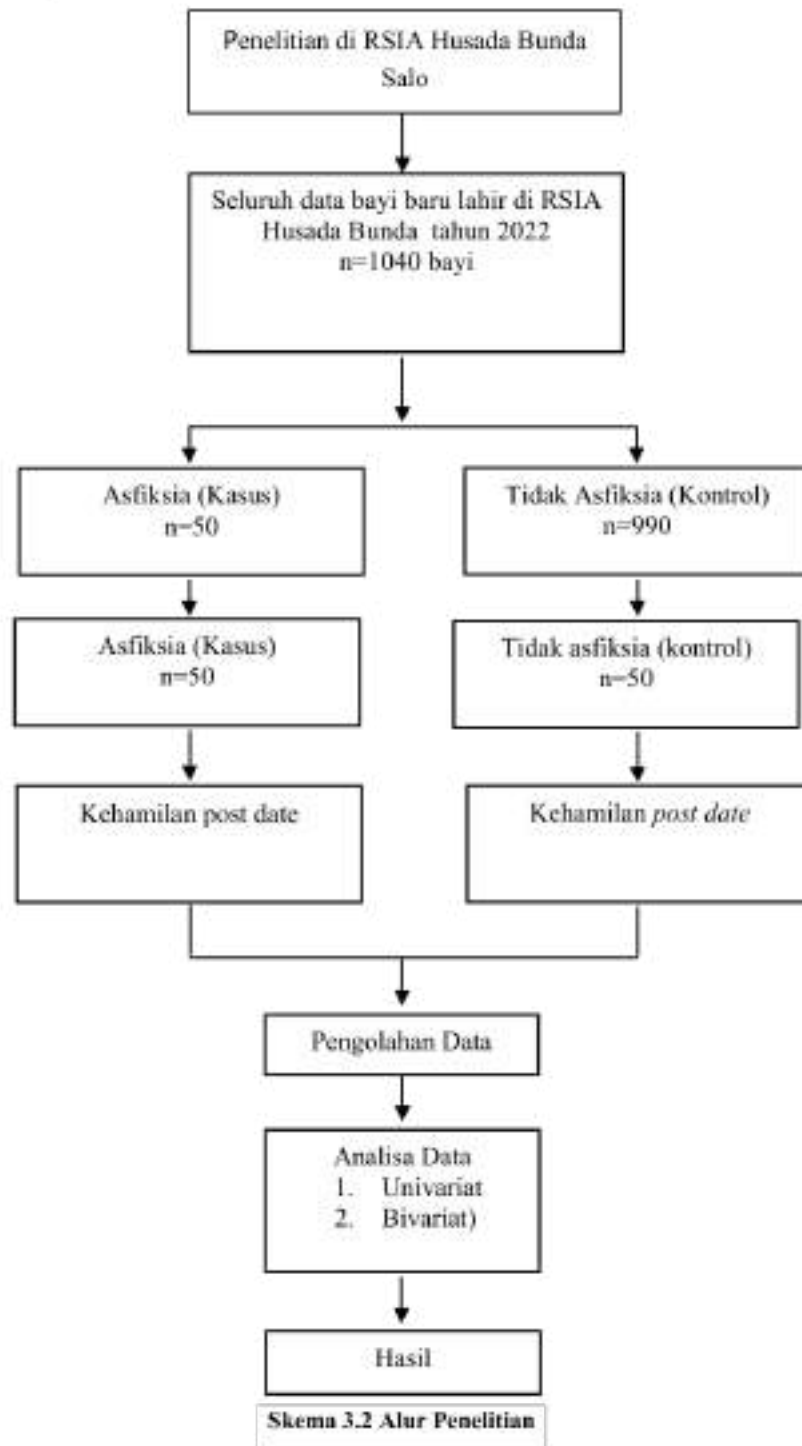 Penelitian di RSIA Husada Bunda
Salo
Seluruh data bayi baru lahir di RSIA
Husada Bunda tahun 2022
n=1040 bayi
Asfiksia (Kasus)
n=50
Tidak Asfiksia (Kontrol)
n=990
Asfiksia (Kasus)
n=50
Tidak asfiksia (kontrol)
n=50
Kehamilan post date
Kehamilan post date
Pengolahan Data
Analisa Data
1. Univariat
2. Bivariat)
Hasil
Skema 3.2 Alur Penelitian